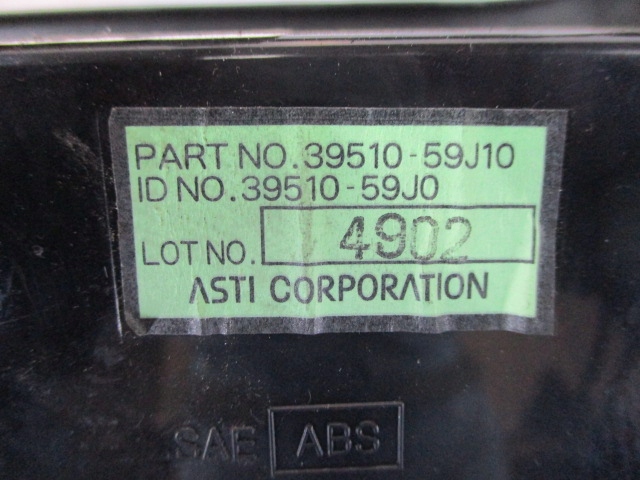 PART NO. 39510-59J10
ID NO. 39510-59J0
LOT NO. 4902
ASTI CORPORATION
SAE ABS